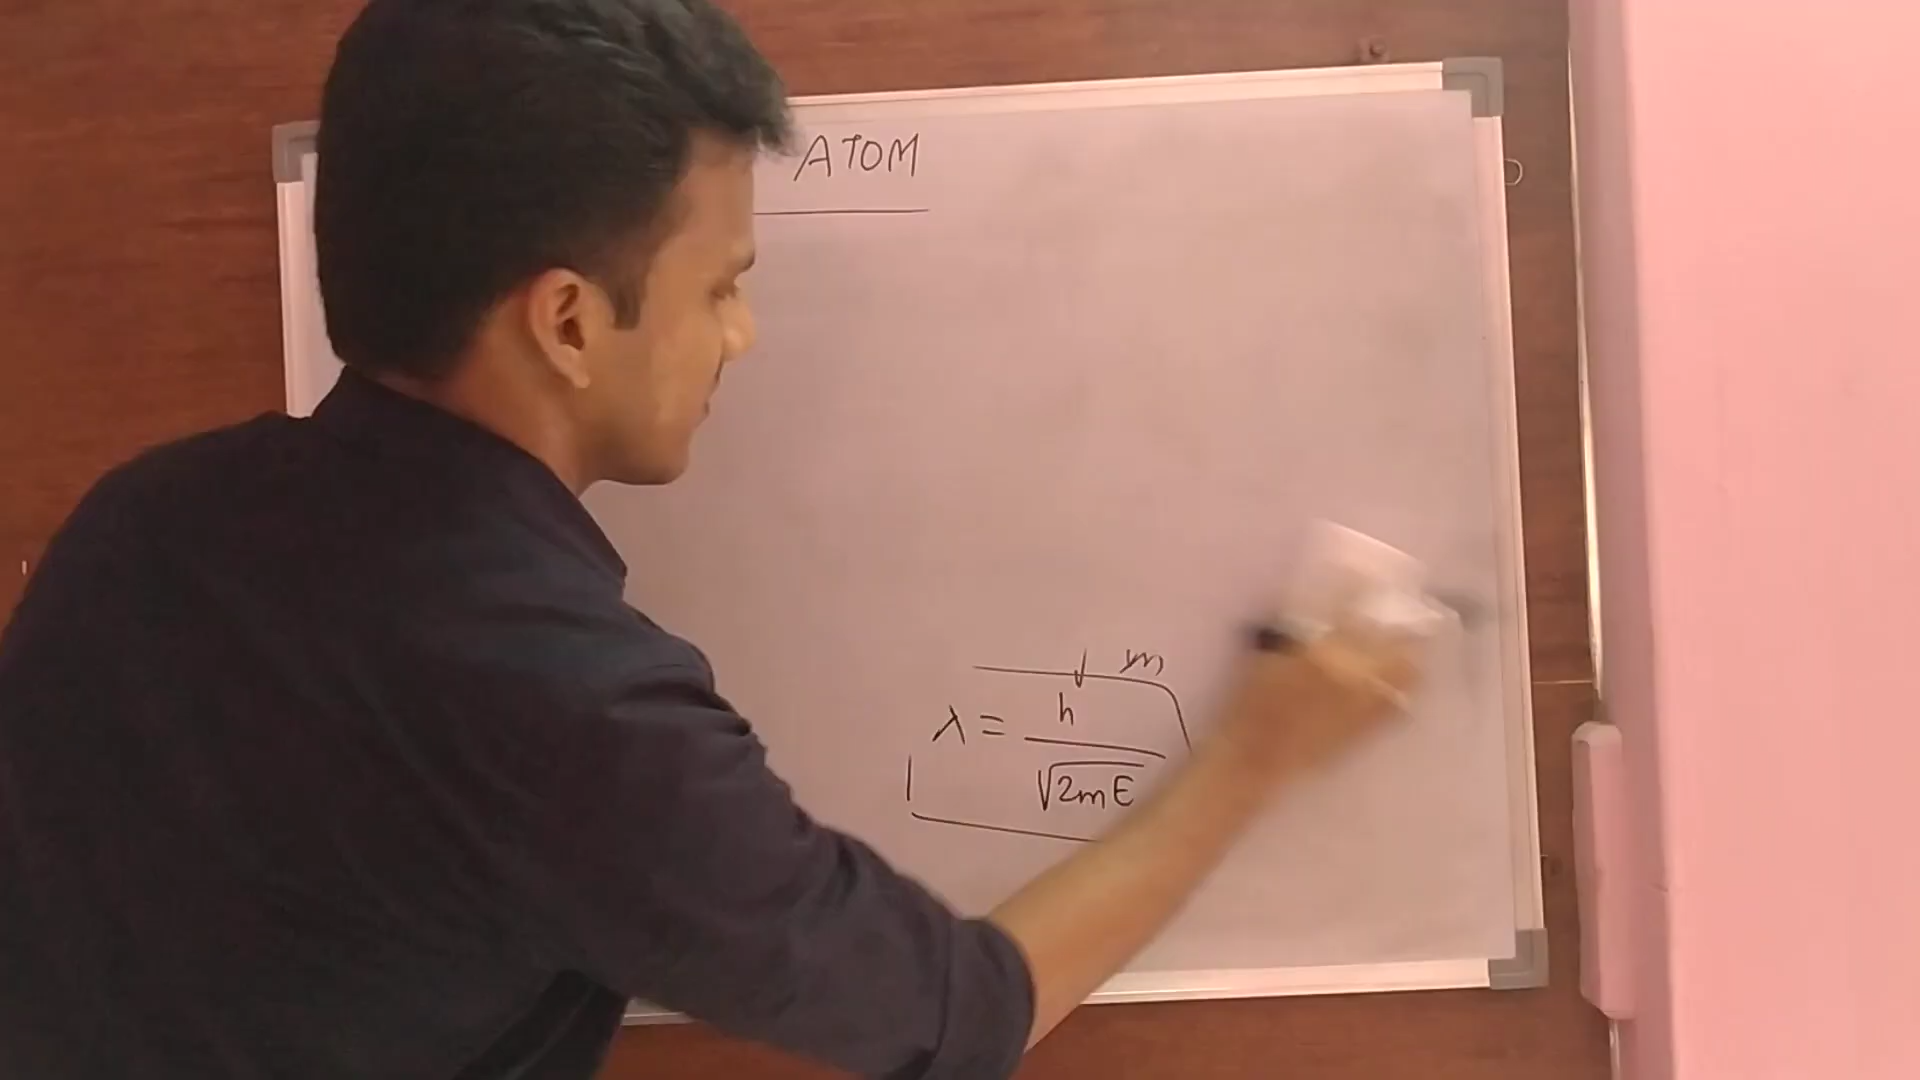 ATOM
m
λ = h / √2mE